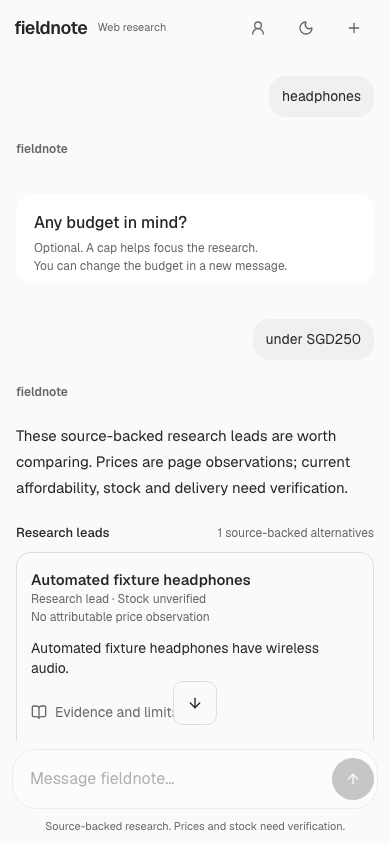 fieldnote Web research
headphones
fieldnote
Any budget in mind?
Optional. A cap helps focus the research.
You can change the budget in a new message.
under SGD250
fieldnote
These source-backed research leads are worth
comparing. Prices are page observations; current
affordability, stock and delivery need verification.
Research leads 1 source-backed alternatives
Automated fixture headphones
Research lead · Stock unverified
No attributable price observation
Automated fixture headphones have wireless
audio.
Evidence and limits
Message fieldnote…
Source-backed research. Prices and stock need verification.